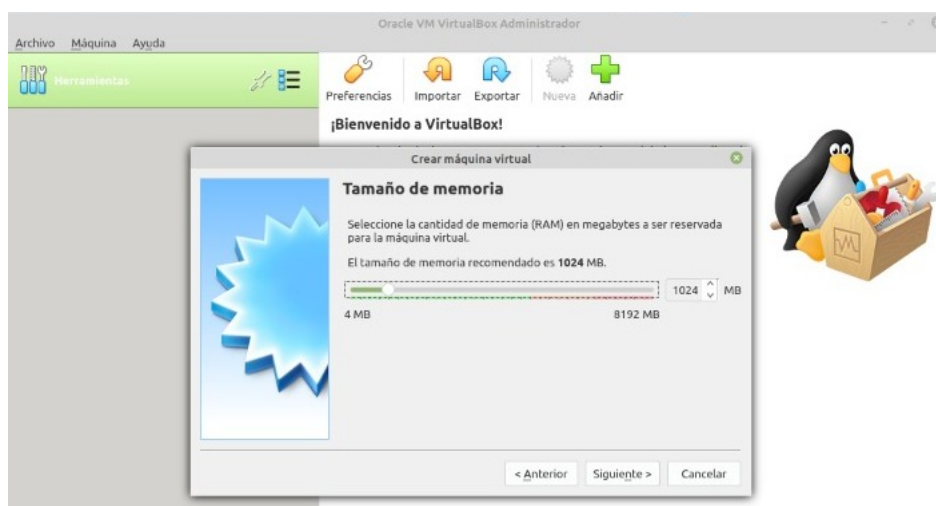 Oracle VM VirtualBox Administrador
Archivo Máquina Ayuda
Herramientas
Preferencias Importar Exportar Nueva Añadir
¡Bienvenido a VirtualBox!
Crear máquina virtual
Tamaño de memoria
Seleccione la cantidad de memoria (RAM) en megabytes a ser reservada
para la máquina virtual.
El tamaño de memoria recomendado es 1024 MB.
1024 MB
4 MB 8192 MB
< Anterior Siguiente > Cancelar